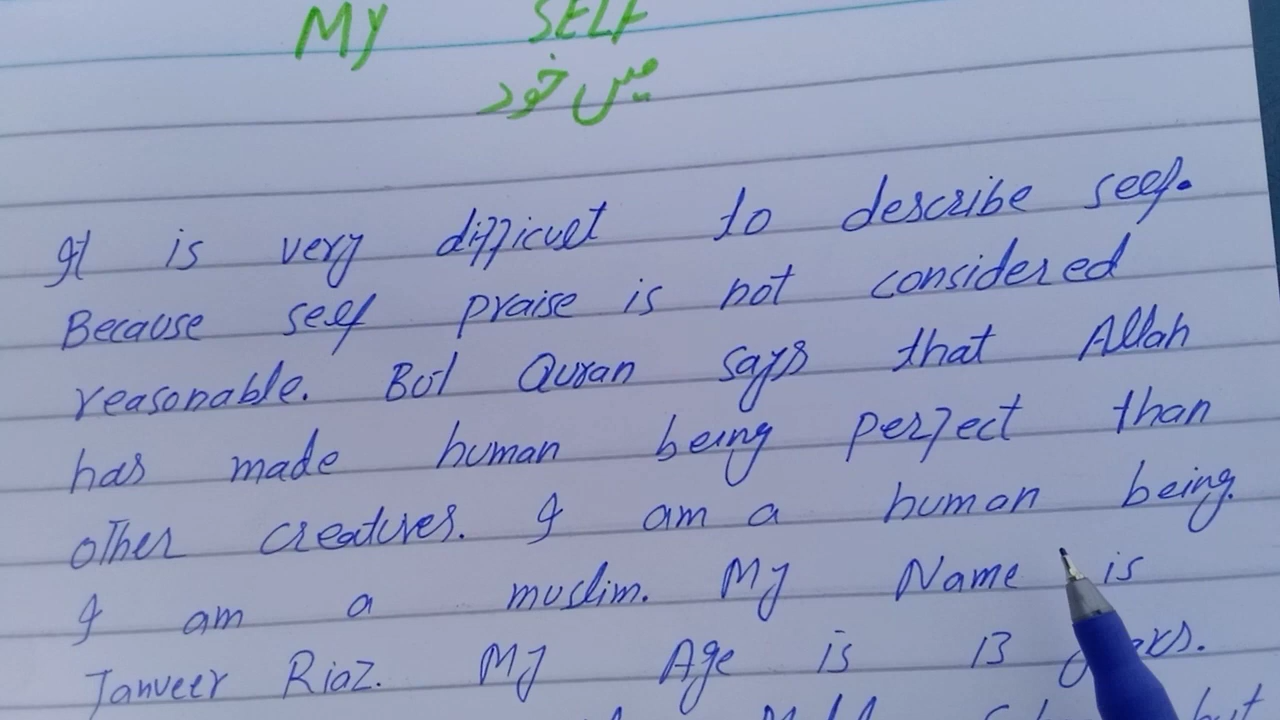 MY SELF
میں خود
It is very difficult to describe self.
Because self praise is not considered
reasonable. But Quran says that Allah
has made human being perfect than
other creatures. I am a human being.
I am a muslim. My Name is
Tanveer Riaz. My Age is 13 years.
but